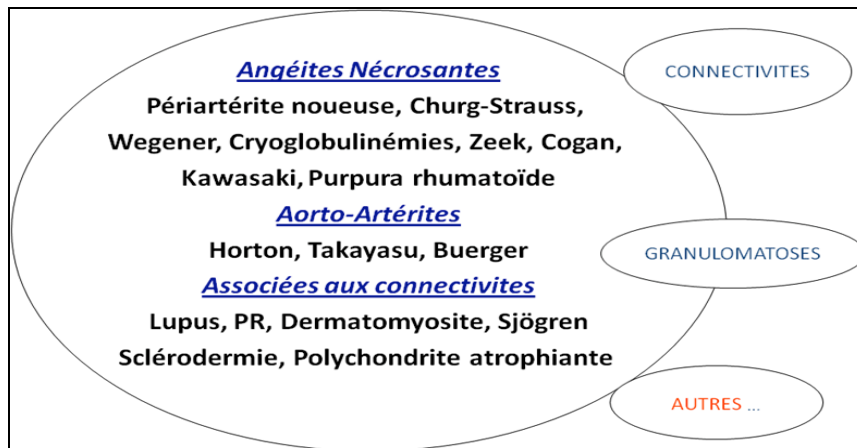 Angéites Nécrosantes
Périartérite noueuse, Churg-Strauss,
Wegener, Cryoglobulinémies, Zeek, Cogan,
Kawasaki, Purpura rhumatoïde
Aorto-Artérites
Horton, Takayasu, Buerger
Associées aux connectivites
Lupus, PR, Dermatomyosite, Sjögren
Sclérodermie, Polychondrite atrophiante
CONNECTIVITES
GRANULOMATOSES
AUTRES ...